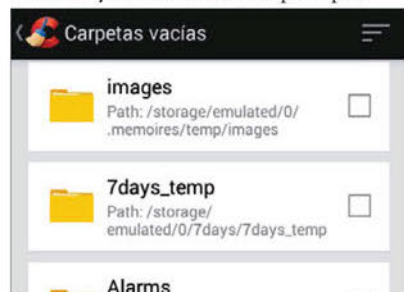 Carpetas vacías
images
Path: /storage/emulated/0/
.memoires/temp/images
7days_temp
Path: /storage/
emulated/0/7days/7days_temp
Alarms